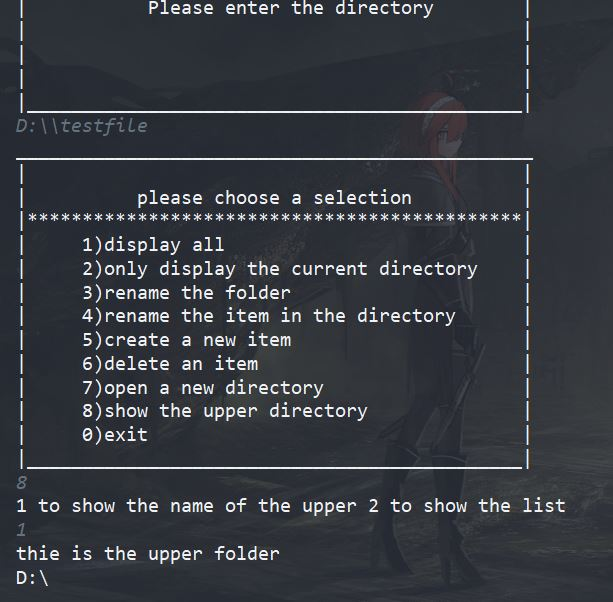 Please enter the directory
D:\\testfile
please choose a selection
*********************************************
1)display all
2)only display the current directory
3)rename the folder
4)rename the item in the directory
5)create a new item
6)delete an item
7)open a new directory
8)show the upper directory
0)exit
8
1 to show the name of the upper 2 to show the list
1
thie is the upper folder
D:\